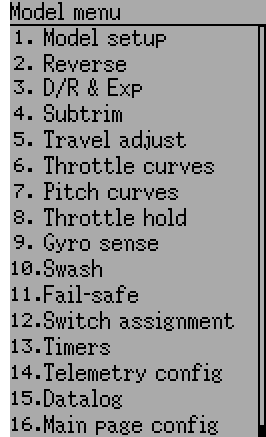 Model menu
1. Model setup
2. Reverse
3. D/R & Exp
4. Subtrim
5. Travel adjust
6. Throttle curves
7. Pitch curves
8. Throttle hold
9. Gyro sense
10.Swash
11.Fail-safe
12.Switch assignment
13.Timers
14.Telemetry config
15.Datalog
16.Main page config